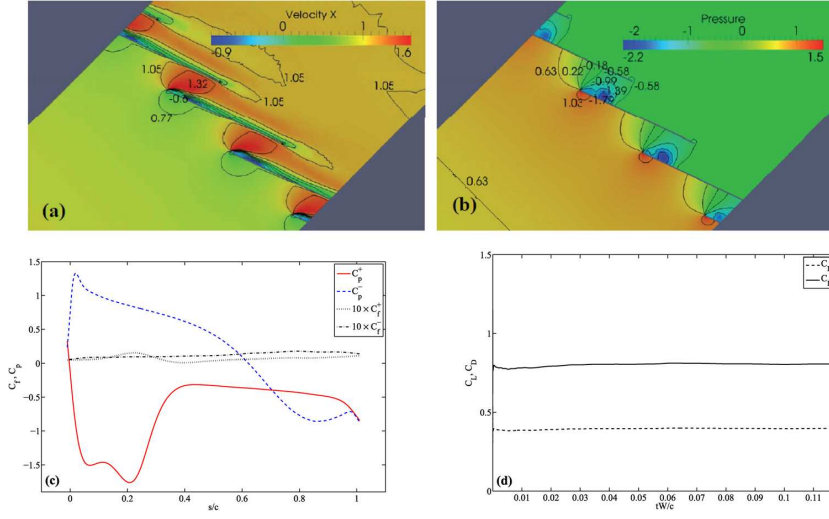 Velocity X
-0.9 0 1 1.6
1.05
1.05
1.05
1.32
-0.6
0.77
1.05
(a)
Pressure
-2 -1 0 1
-2.2 1.5
0.63
0.22
-0.18
-0.58
-0.99
-1.39
-0.58
-1.79
0.63
(b)
C_p^+
C_p^-
10 × C_f^+
10 × C_f^-
1.5
1
0.5
0
-0.5
-1
-1.5
C_f, C_p
(c)
0 0.2 0.4 0.6 0.8 1
s/c
1.5
1
0.5
0
C_L, C_D
(d)
0.01 0.02 0.03 0.04 0.05 0.06 0.07 0.08 0.09 0.1 0.11
tW/c